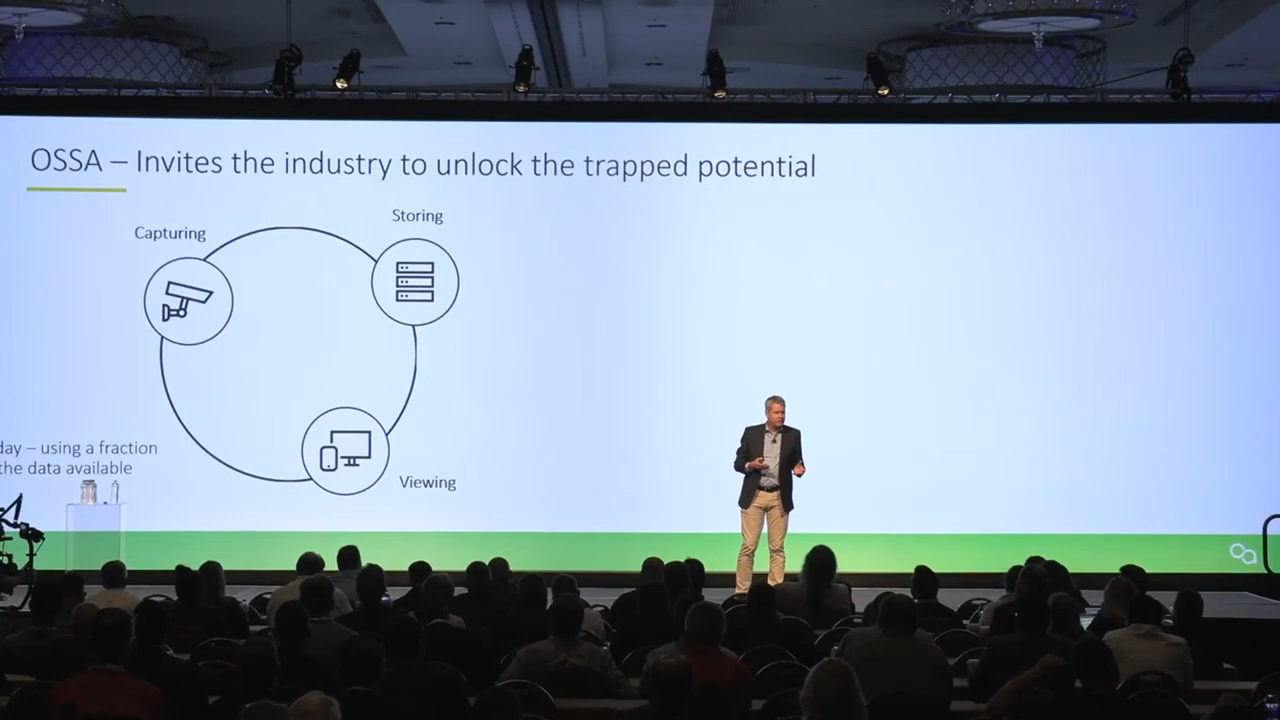 OSSA – Invites the industry to unlock the trapped potential
Storing
Capturing
day – using a fraction
the data available
Viewing